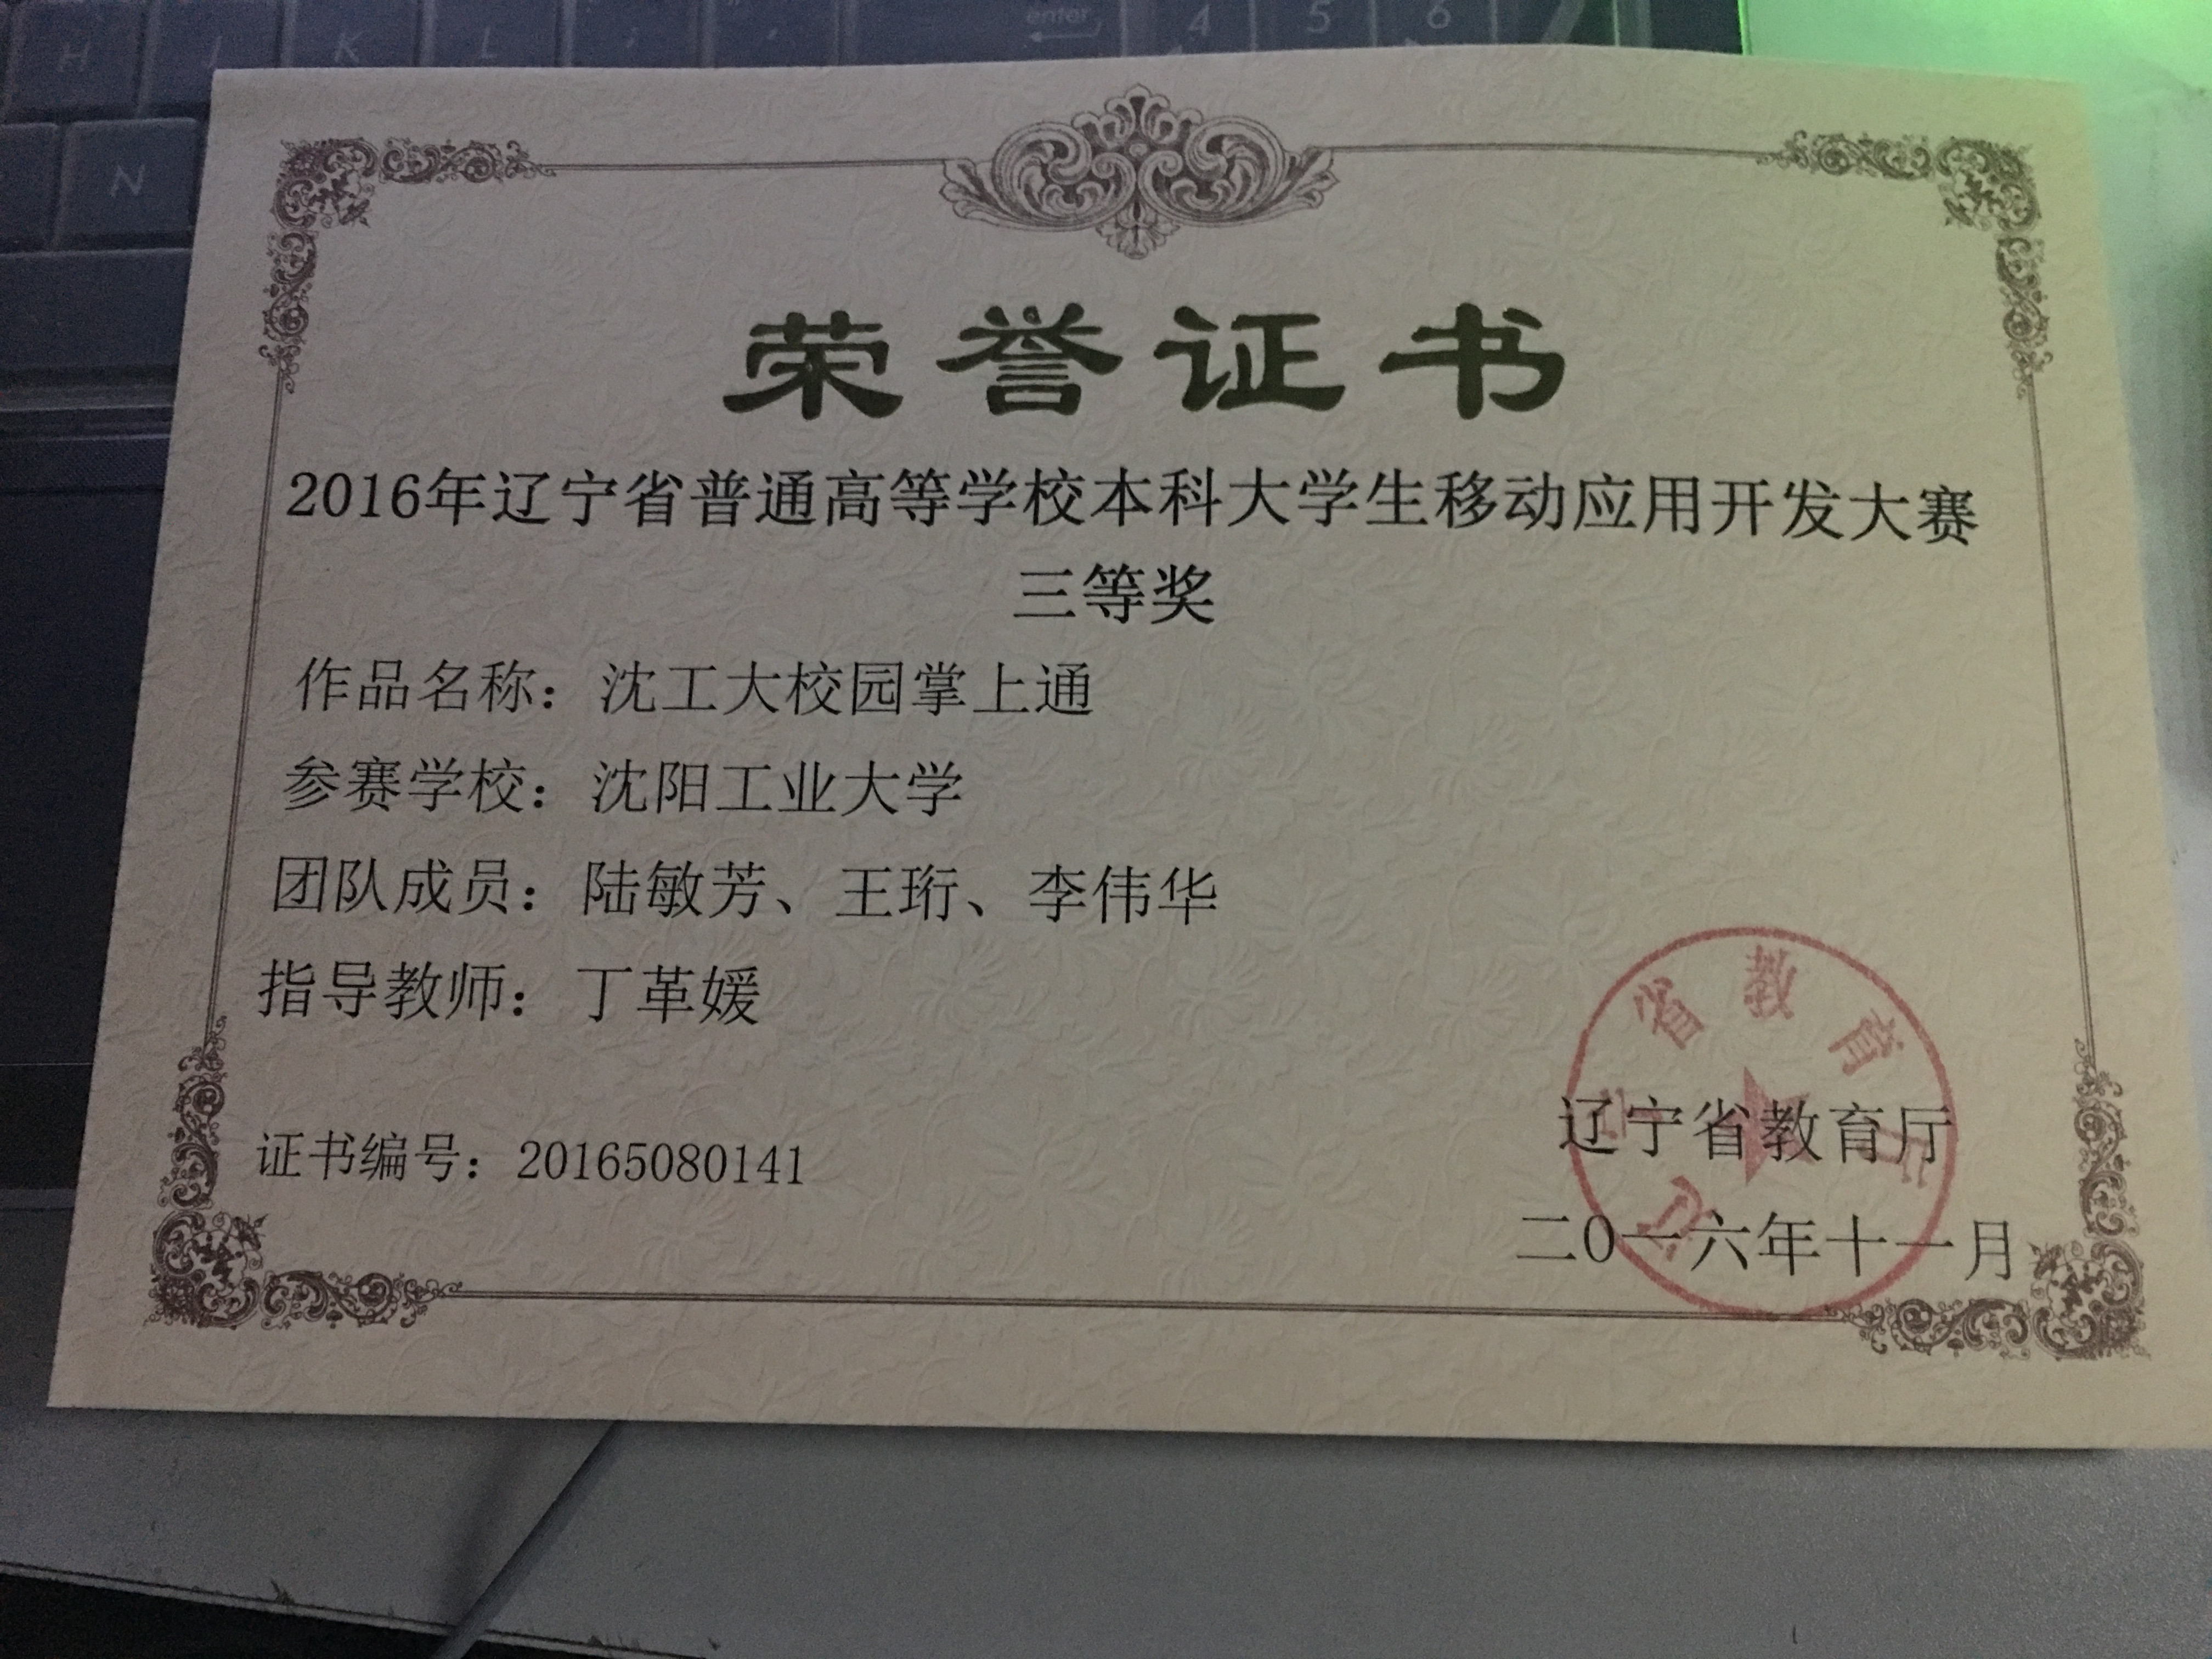 H J K L ; ' enter 4 5 6
N
荣誉证书
2016年辽宁省普通高等学校本科大学生移动应用开发大赛
三等奖
作品名称：沈工大校园掌上通
参赛学校：沈阳工业大学
团队成员：陆敏芳、王珩、李伟华
指导教师：丁革媛
证书编号：20165080141
辽宁省教育厅
二〇一六年十一月
辽宁省教育厅